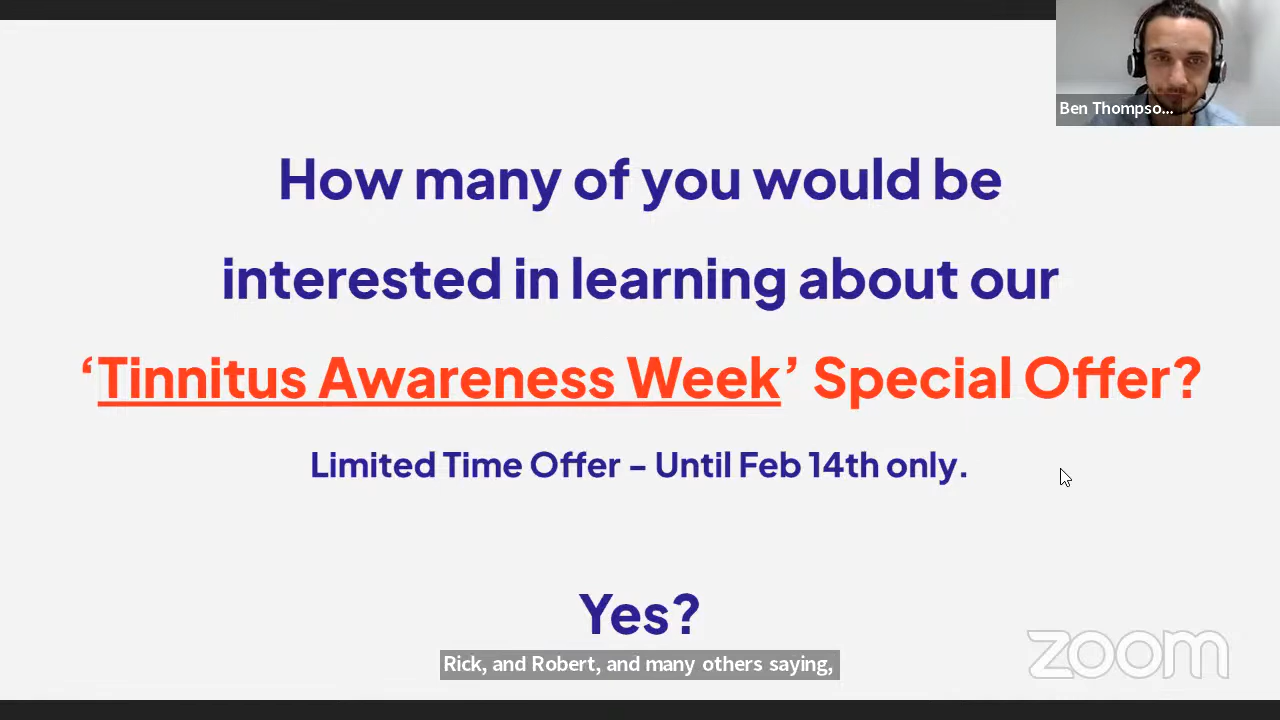 Ben Thompso...
How many of you would be
interested in learning about our
‘Tinnitus Awareness Week’ Special Offer?
Limited Time Offer – Until Feb 14th only.
Yes?
Rick, and Robert, and many others saying,
zoom